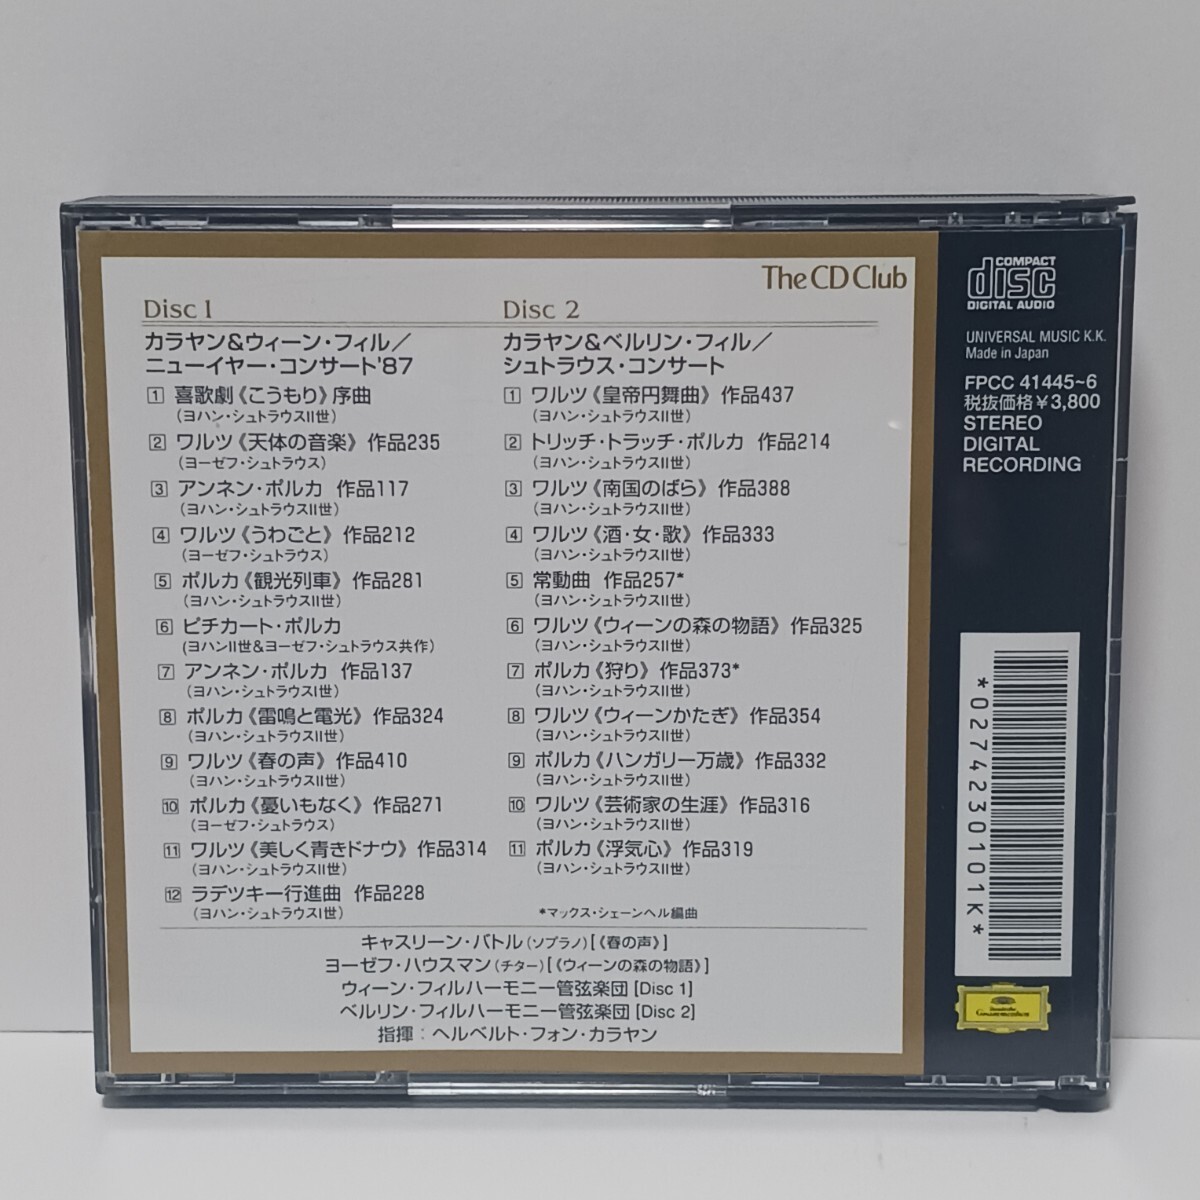 The CD Club
Disc 1
カラヤン&ウィーン・フィル／
ニューイヤー・コンサート'87
1 喜歌劇《こうもり》序曲
(ヨハン・シュトラウスII世)
2 ワルツ《天体の音楽》 作品235
(ヨーゼフ・シュトラウス)
3 アンネン・ポルカ 作品117
(ヨハン・シュトラウスII世)
4 ワルツ《うわごと》 作品212
(ヨーゼフ・シュトラウス)
5 ポルカ《観光列車》 作品281
(ヨハン・シュトラウスII世)
6 ピチカート・ポルカ
(ヨハンII世&ヨーゼフ・シュトラウス共作)
7 アンネン・ポルカ 作品137
(ヨハン・シュトラウスI世)
8 ポルカ《雷鳴と電光》 作品324
(ヨハン・シュトラウスII世)
9 ワルツ《春の声》 作品410
(ヨハン・シュトラウスII世)
10 ポルカ《憂いもなく》 作品271
(ヨーゼフ・シュトラウス)
11 ワルツ《美しく青きドナウ》 作品314
(ヨハン・シュトラウスII世)
12 ラデツキー行進曲 作品228
(ヨハン・シュトラウスI世)
Disc 2
カラヤン&ベルリン・フィル／
シュトラウス・コンサート
1 ワルツ《皇帝円舞曲》 作品437
(ヨハン・シュトラウスII世)
2 トリッチ・トラッチ・ポルカ 作品214
(ヨハン・シュトラウスII世)
3 ワルツ《南国のばら》 作品388
(ヨハン・シュトラウスII世)
4 ワルツ《酒・女・歌》 作品333
(ヨハン・シュトラウスII世)
5 常動曲 作品257*
(ヨハン・シュトラウスII世)
6 ワルツ《ウィーンの森の物語》 作品325
(ヨハン・シュトラウスII世)
7 ポルカ《狩り》 作品373*
(ヨハン・シュトラウスII世)
8 ワルツ《ウィーンかたぎ》 作品354
(ヨハン・シュトラウスII世)
9 ポルカ《ハンガリー万歳》 作品332
(ヨハン・シュトラウスII世)
10 ワルツ《芸術家の生涯》 作品316
(ヨハン・シュトラウスII世)
11 ポルカ《浮気心》 作品319
(ヨハン・シュトラウスII世)
*マックス・シェーンヘル編曲
キャスリーン・バトル(ソプラノ)[《春の声》]
ヨーゼフ・ハウスマン(チター)[《ウィーンの森の物語》]
ウィーン・フィルハーモニー管弦楽団 [Disc 1]
ベルリン・フィルハーモニー管弦楽団 [Disc 2]
指揮：ヘルベルト・フォン・カラヤン
COMPACT
disc
DIGITAL AUDIO
UNIVERSAL MUSIC K.K.
Made in Japan
FPCC 41445~6
税抜価格￥3,800
STEREO
DIGITAL
RECORDING
*0274230101K*
Deutsche
Grammophon